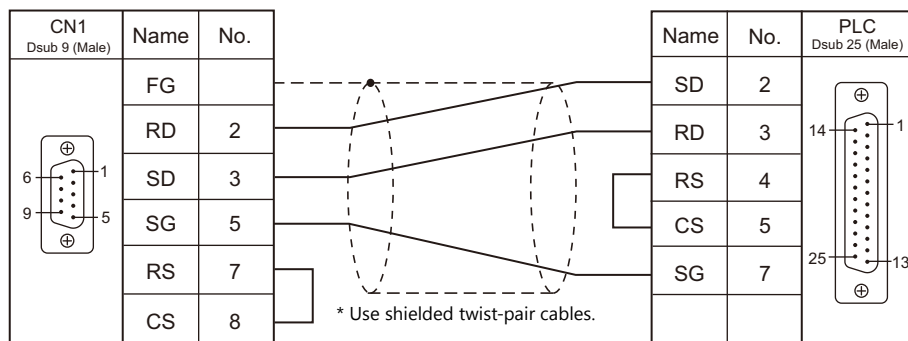 CN1
Dsub 9 (Male)
Name No.
FG
RD 2
SD 3
SG 5
RS 7
CS 8
6 1
9 5
* Use shielded twist-pair cables.
Name No.
PLC
Dsub 25 (Male)
SD 2
RD 3
RS 4
CS 5
SG 7
14 1
25 13